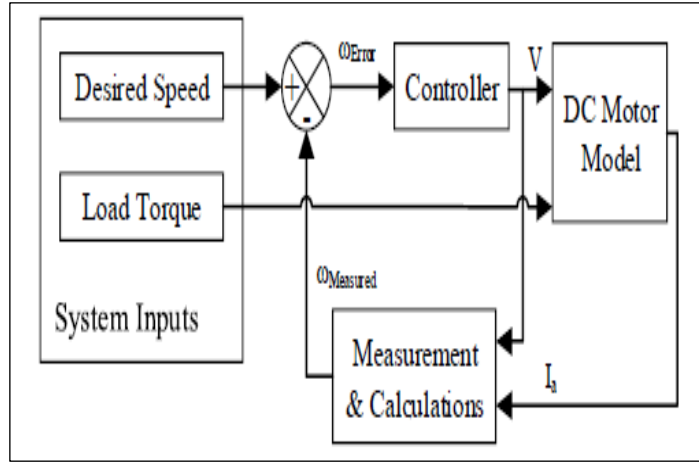 Desired Speed
+
-
ωError
Controller
V
DC Motor
Model
Load Torque
System Inputs
ωMeasured
Measurement
& Calculations
Ia